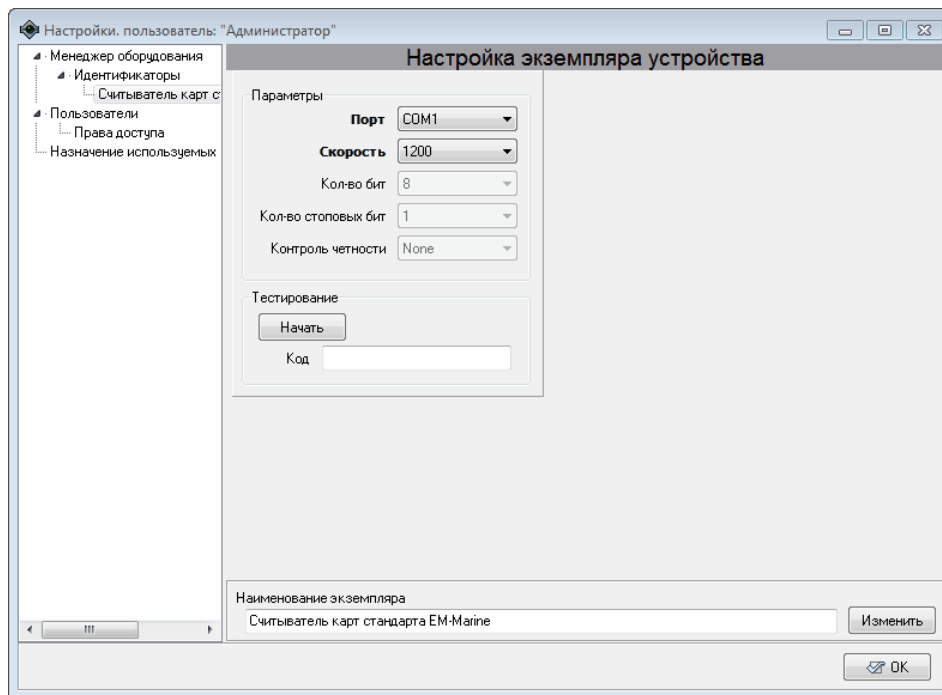 Настройки. пользователь: "Администратор"
Менеджер оборудования
Идентификаторы
Считыватель карт с
Пользователи
Права доступа
Назначение используемых
Настройка экземпляра устройства
Параметры
Порт COM1
Скорость 1200
Кол-во бит 8
Кол-во стоповых бит 1
Контроль четности None
Тестирование
Начать
Код
Наименование экземпляра
Считыватель карт стандарта EM-Marine
Изменить
OK